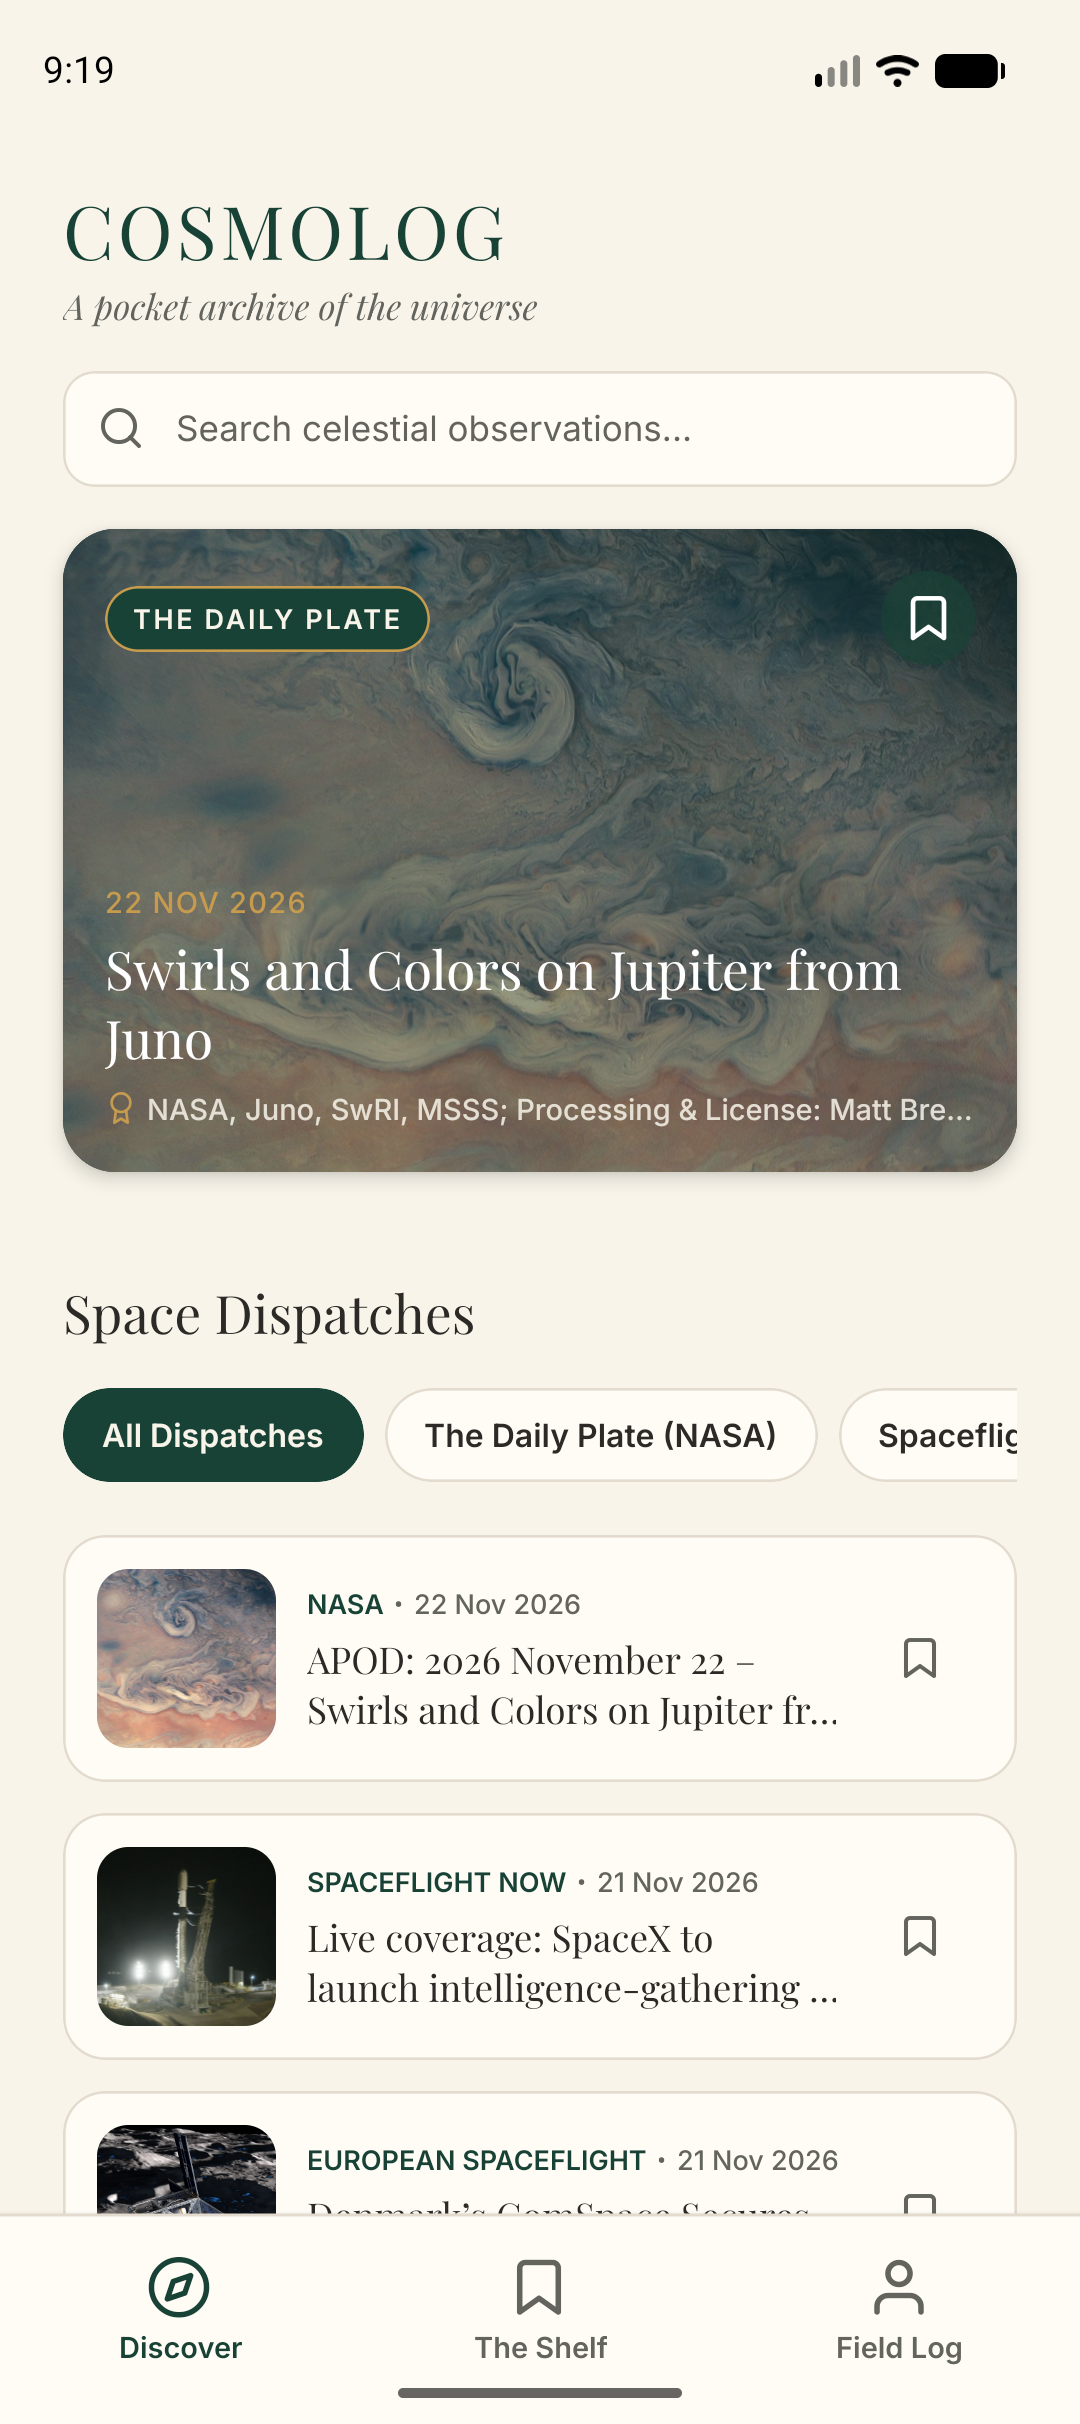 9:19
COSMOLOG
A pocket archive of the universe
Search celestial observations...
THE DAILY PLATE
22 NOV 2026
Swirls and Colors on Jupiter from
Juno
NASA, Juno, SwRI, MSSS; Processing & License: Matt Bre...
Space Dispatches
All Dispatches
The Daily Plate (NASA)
Spaceflig
NASA • 22 Nov 2026
APOD: 2026 November 22 –
Swirls and Colors on Jupiter fr...
SPACEFLIGHT NOW • 21 Nov 2026
Live coverage: SpaceX to
launch intelligence-gathering ...
EUROPEAN SPACEFLIGHT • 21 Nov 2026
Denmark's GomSpace Secures
Discover
The Shelf
Field Log